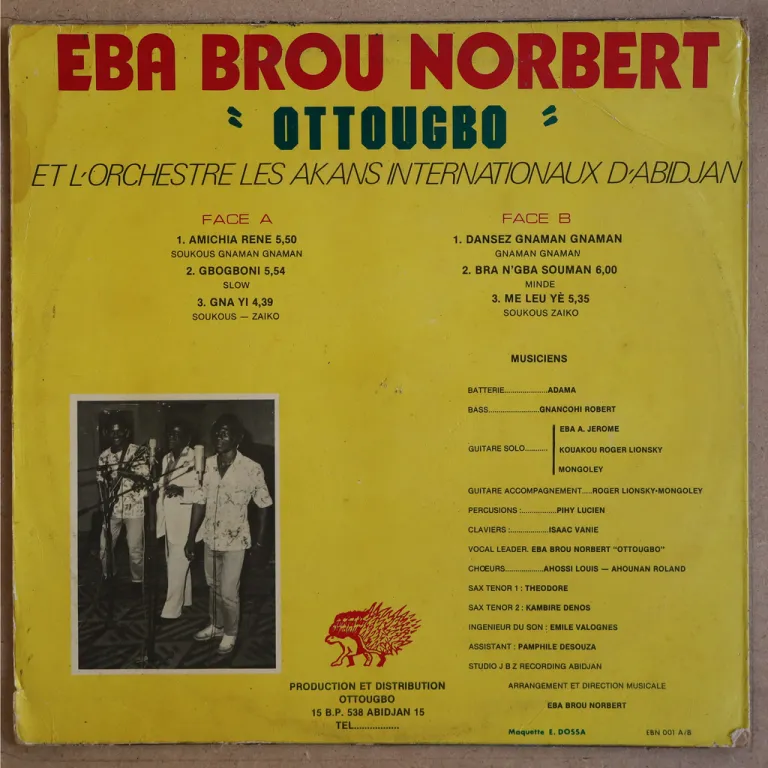 EBA BROU NORBERT
" OTTOUGBO "
ET L'ORCHESTRE LES AKANS INTERNATIONAUX D'ABIDJAN
FACE A
1. AMICHIA RENE 5,50
SOUKOUS GNAMAN GNAMAN
2. GBOGBONI 5,54
SLOW
3. GNA YI 4,39
SOUKOUS — ZAIKO
FACE B
1. DANSEZ GNAMAN GNAMAN
GNAMAN GNAMAN
2. BRA N'GBA SOUMAN 6,00
MINDE
3. ME LEU YÈ 5,35
SOUKOUS ZAIKO
MUSICIENS
BATTERIE....................ADAMA
BASS........................GNANCOHI ROBERT
GUITARE SOLO...........
EBA A. JEROME
KOUAKOU ROGER LIONSKY
MONGOLEY
GUITARE ACCOMPAGNEMENT.....ROGER LIONSKY-MONGOLEY
PERCUSIONS :.................PIHY LUCIEN
CLAVIERS :..................ISAAC VANIE
VOCAL LEADER. EBA BROU NORBERT "OTTOUGBO"
CHŒURS....................AHOSSI LOUIS — AHOUNAN ROLAND
SAX TENOR 1 : THEODORE
SAX TENOR 2 : KAMBIRE DENOS
INGENIEUR DU SON : EMILE VALOGNES
ASSISTANT : PAMPHILE DESOUZA
STUDIO J B Z RECORDING ABIDJAN
ARRANGEMENT ET DIRECTION MUSICALE
EBA BROU NORBERT
PRODUCTION ET DISTRIBUTION
OTTOUGBO
15 B.P. 538 ABIDJAN 15
TEL.................
Maquette E. DOSSA
EBN 001 A/B